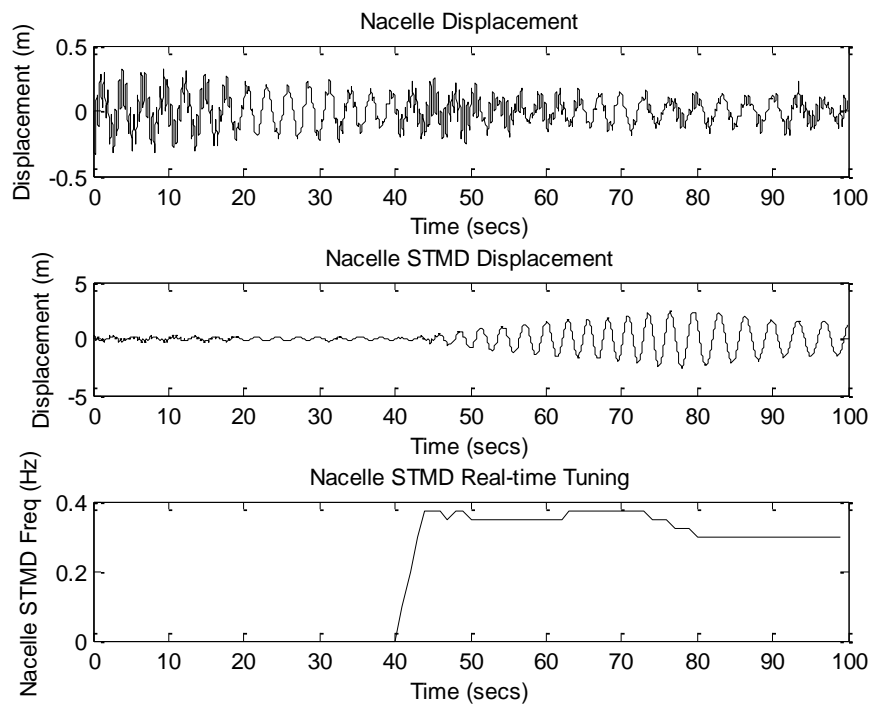 Nacelle Displacement
Displacement (m)
0.5
0
-0.5
0 10 20 30 40 50 60 70 80 90 100
Time (secs)
Nacelle STMD Displacement
Displacement (m)
5
0
-5
0 10 20 30 40 50 60 70 80 90 100
Time (secs)
Nacelle STMD Real-time Tuning
Nacelle STMD Freq (Hz)
0.4
0.2
0
0 10 20 30 40 50 60 70 80 90 100
Time (secs)